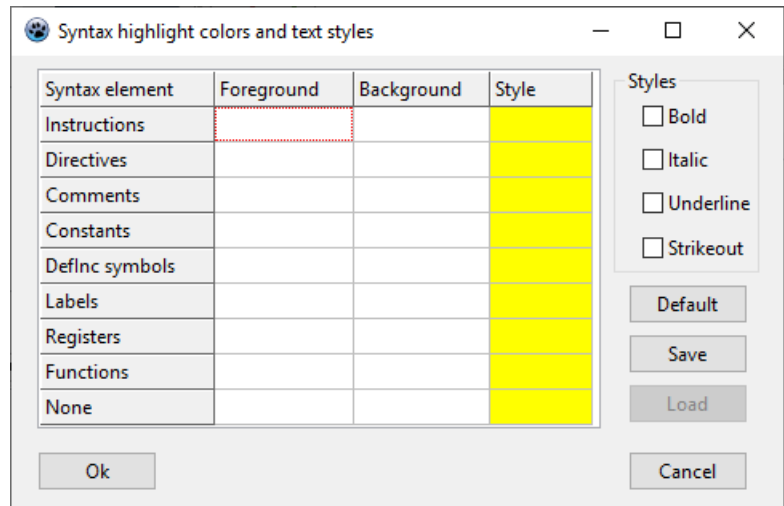 Syntax highlight colors and text styles
Syntax element Foreground Background Style
Instructions
Directives
Comments
Constants
DefInc symbols
Labels
Registers
Functions
None
Styles
Bold
Italic
Underline
Strikeout
Default
Save
Load
Ok
Cancel